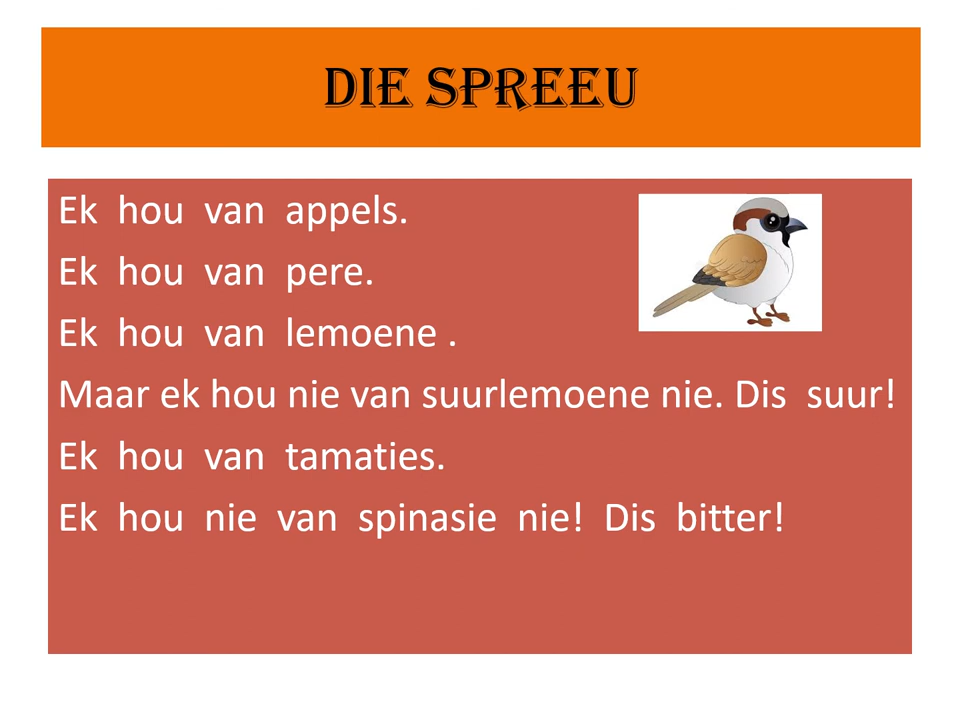 DIE SPREEU
Ek hou van appels.
Ek hou van pere.
Ek hou van lemoene .
Maar ek hou nie van suurlemoene nie. Dis suur!
Ek hou van tamaties.
Ek hou nie van spinasie nie! Dis bitter!